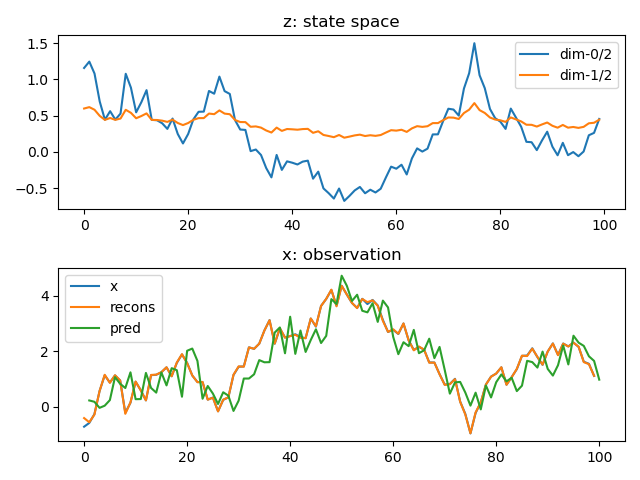 z: state space
1.5
1.0
0.5
0.0
−0.5
dim-0/2
dim-1/2
0 20 40 60 80 100
x: observation
4
2
0
x
recons
pred
0 20 40 60 80 100